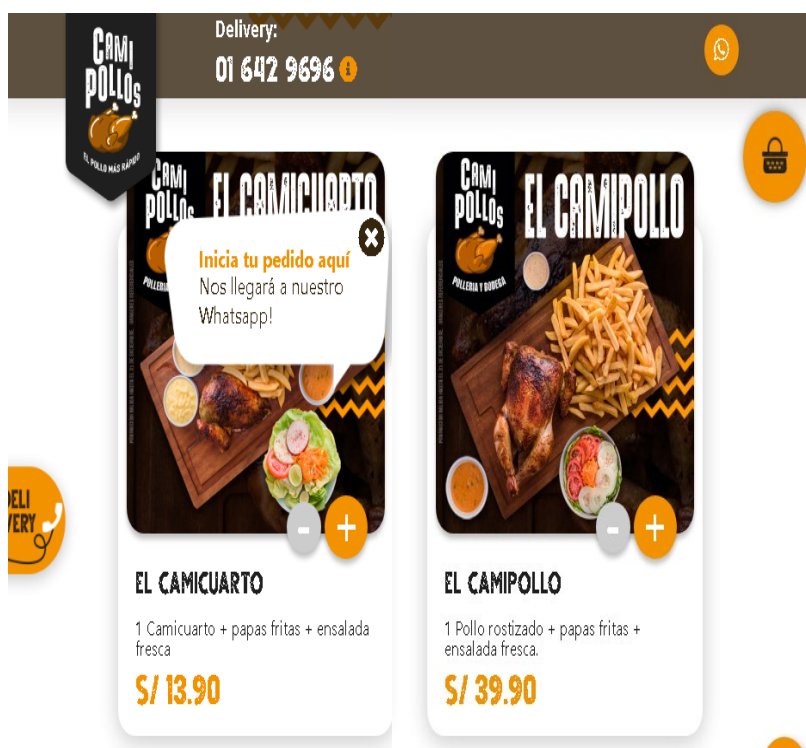 CAMI
POLLOS
EL POLLO MÁS RÁPIDO
Delivery:
01 642 9696
CAMI
POLLOS
EL CAMICUARTO
Inicia tu pedido aquí
Nos llegará a nuestro
Whatsapp!
CAMI
POLLOS
POLLERIA Y BODEGA
EL CAMIPOLLO
DELI
VERY
-
+
-
+
EL CAMICUARTO
1 Camicuarto + papas fritas + ensalada
fresca
S/ 13.90
EL CAMIPOLLO
1 Pollo rostizado + papas fritas +
ensalada fresca.
S/ 39.90